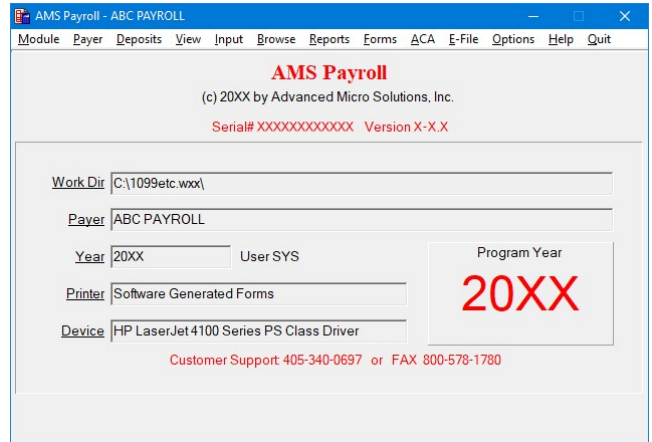 AMS Payroll - ABC PAYROLL
Module Payer Deposits View Input Browse Reports Forms ACA E-File Options Help Quit
AMS Payroll
(c) 20XX by Advanced Micro Solutions, Inc.
Serial# XXXXXXXXXXXX Version X-X.X
Work Dir C:\1099etc.wxx\
Payer ABC PAYROLL
Year 20XX User SYS
Program Year
20XX
Printer Software Generated Forms
Device HP LaserJet 4100 Series PS Class Driver
Customer Support 405-340-0697 or FAX 800-578-1780